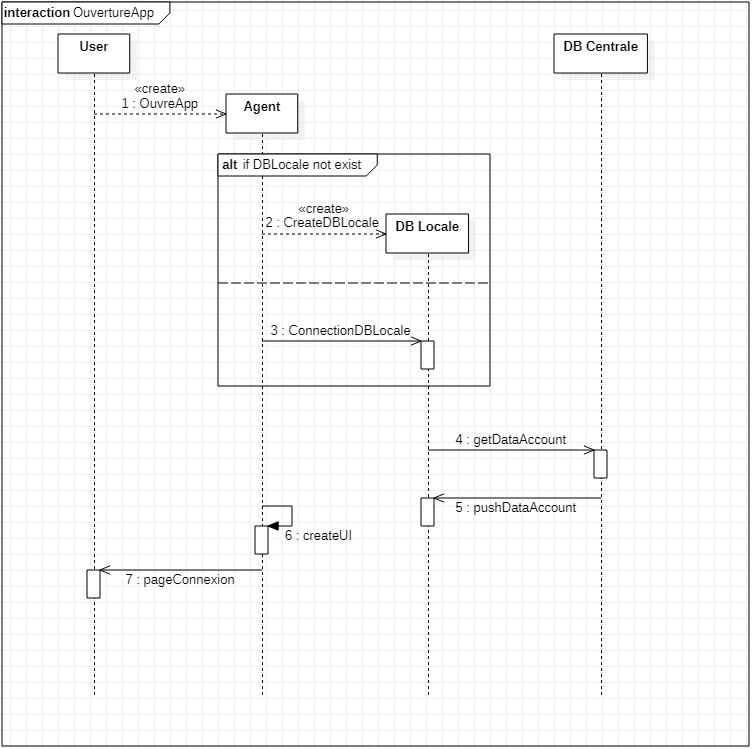 interaction OuvertureApp
User
DB Centrale
«create»
1 : OuvreApp
Agent
alt if DBLocale not exist
«create»
2 : CreateDBLocale
DB Locale
3 : ConnectionDBLocale
4 : getDataAccount
5 : pushDataAccount
6 : createUI
7 : pageConnexion